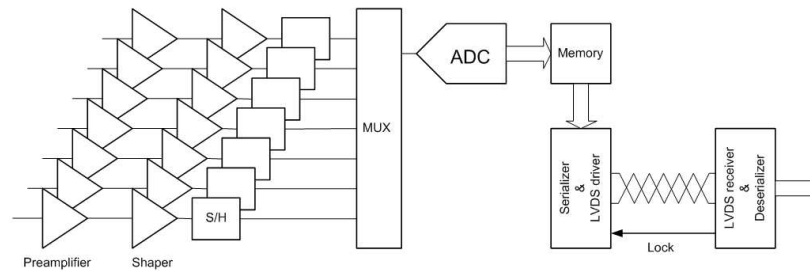 ADC
Memory
MUX
Serializer
&
LVDS driver
LVDS receiver
&
Deserializer
S/H
Lock
Preamplifier
Shaper